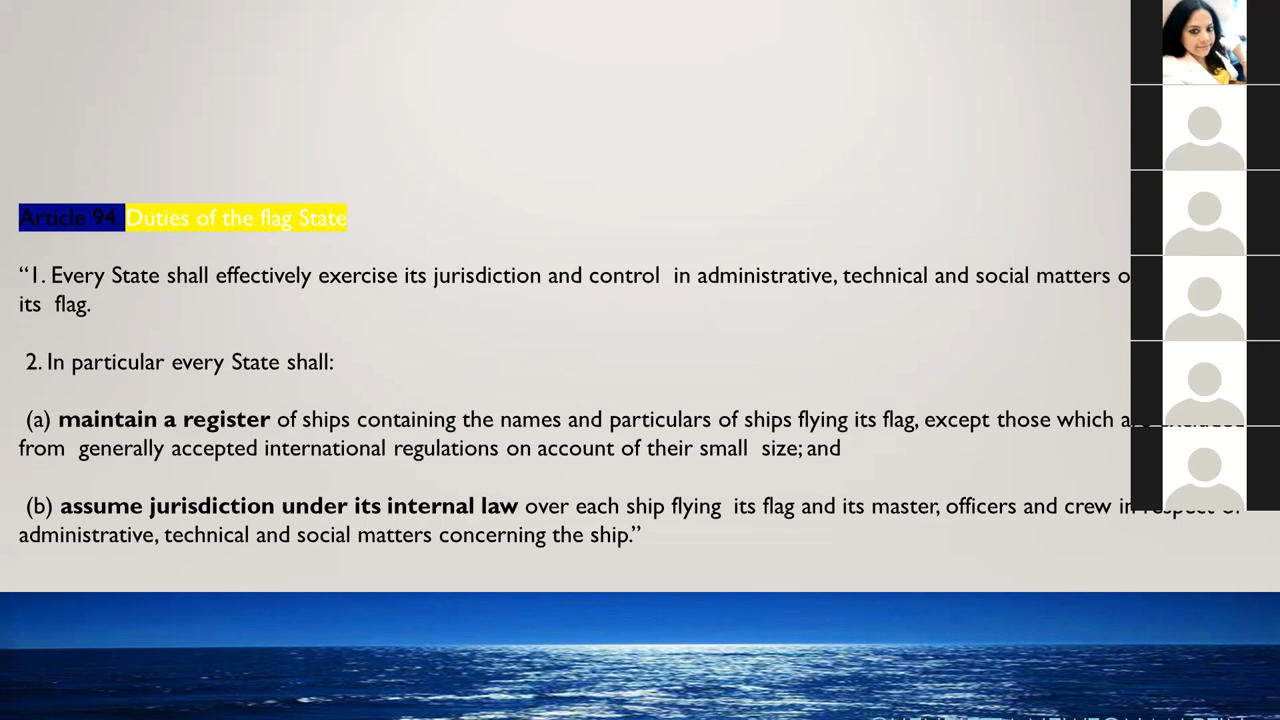 Article 94. Duties of the flag State
“1. Every State shall effectively exercise its jurisdiction and control in administrative, technical and social matters
its flag.
2. In particular every State shall:
(a) maintain a register of ships containing the names and particulars of ships flying its flag, except those which
from generally accepted international regulations on account of their small size; and
(b) assume jurisdiction under its internal law over each ship flying its flag and its master, officers and crew in respect of
administrative, technical and social matters concerning the ship.”